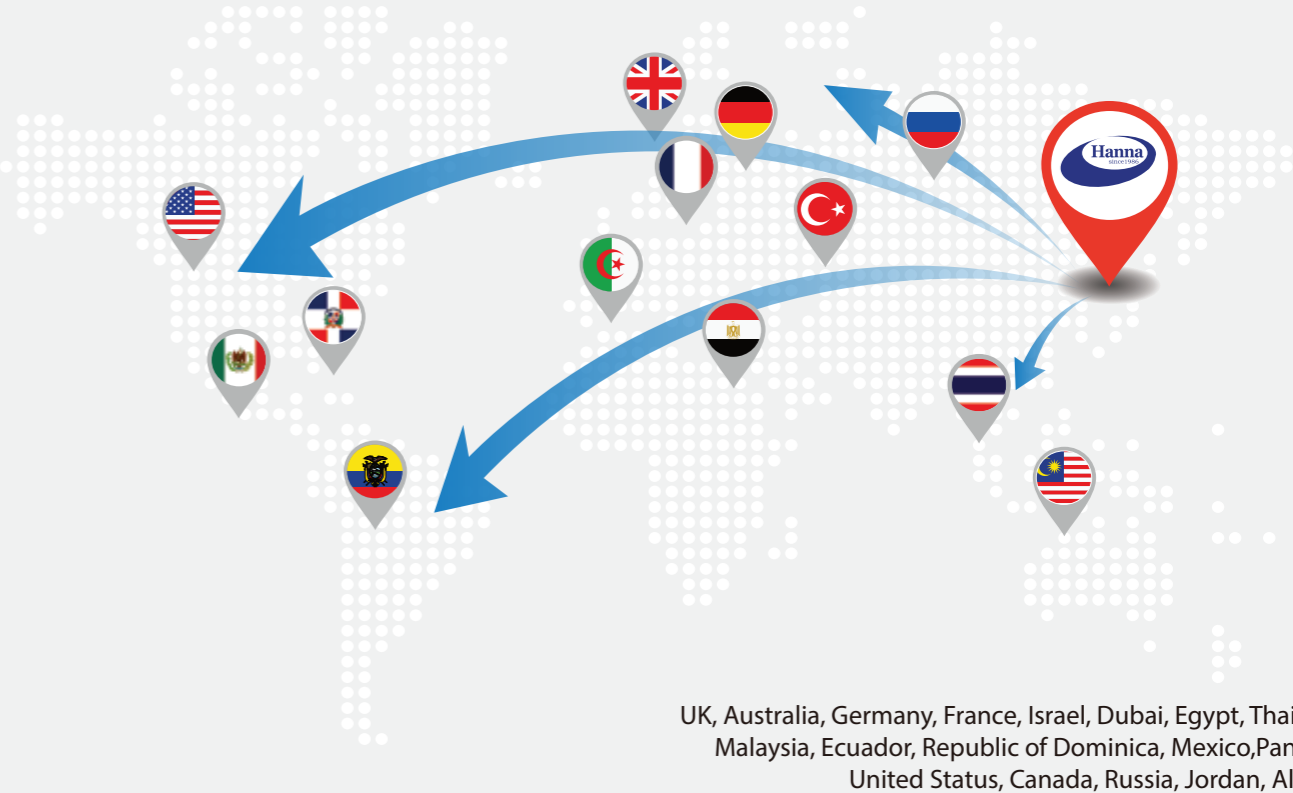 Hanna
since1986
UK, Australia, Germany, France, Israel, Dubai, Egypt, Thai
Malaysia, Ecuador, Republic of Dominica, Mexico,Pan
United Status, Canada, Russia, Jordan, Al